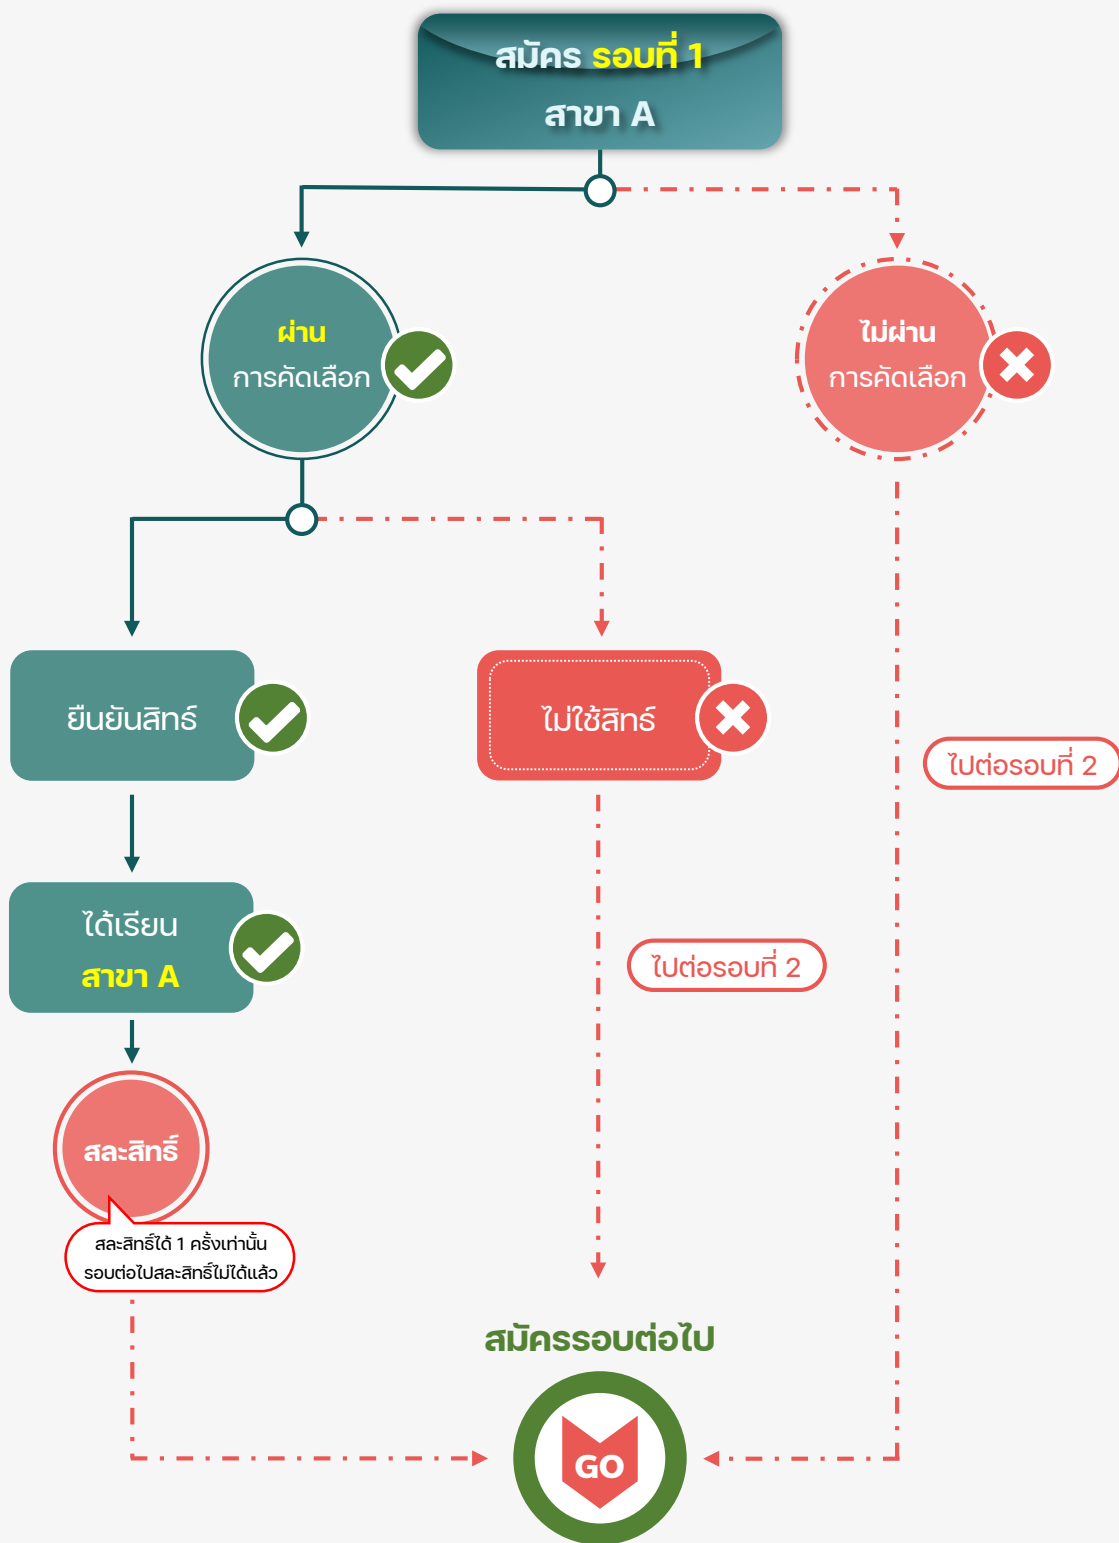 สมัคร รอบที่ 1
สาขา A
ผ่าน
การคัดเลือก
ไม่ผ่าน
การคัดเลือก
ยืนยันสิทธ์
ไม่ใช้สิทธ์
ไปต่อรอบที่ 2
ได้เรียน
สาขา A
ไปต่อรอบที่ 2
สละสิทธิ์
สละสิทธิ์ได้ 1 ครั้งเท่านั้น
รอบต่อไปสละสิทธิ์ไม่ได้แล้ว
สมัครรอบต่อไป
GO